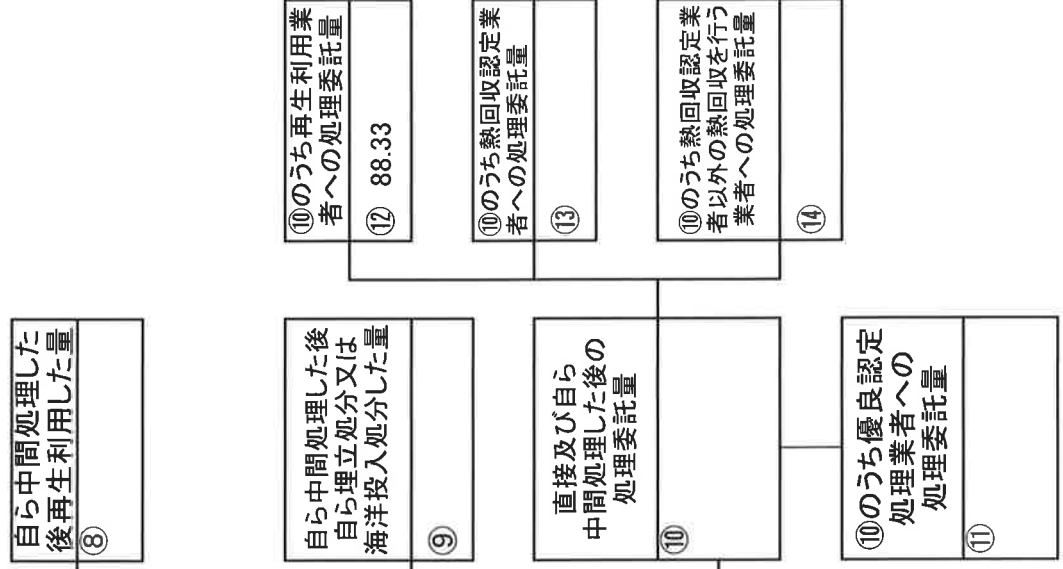 自ら中間処理した
後再生利用した量
⑧
自ら中間処理した後
自ら埋立処分又は
海洋投入処分した量
⑨
直接及び自ら
中間処理した後の
処理委託量
⑩
⑩のうち優良認定
処理業者への
処理委託量
⑪
⑩のうち再生利用業
者への処理委託量
⑫ 88.33
⑩のうち熱回収認定業
者への処理委託量
⑬
⑩のうち熱回収認定業
者以外の熱回収を行う
業者への処理委託量
⑭